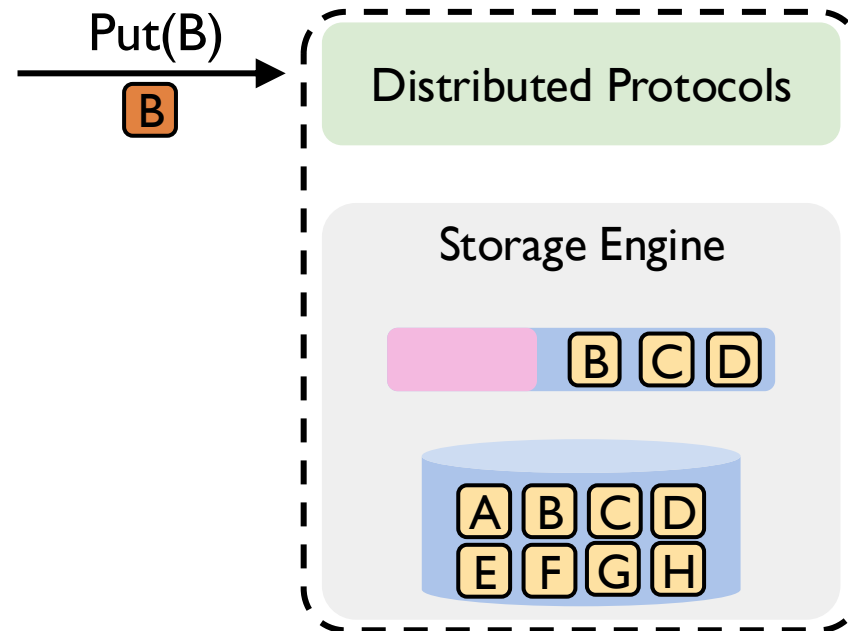 Put(B)
B
Distributed Protocols
Storage Engine
B C D
A B C D
E F G H